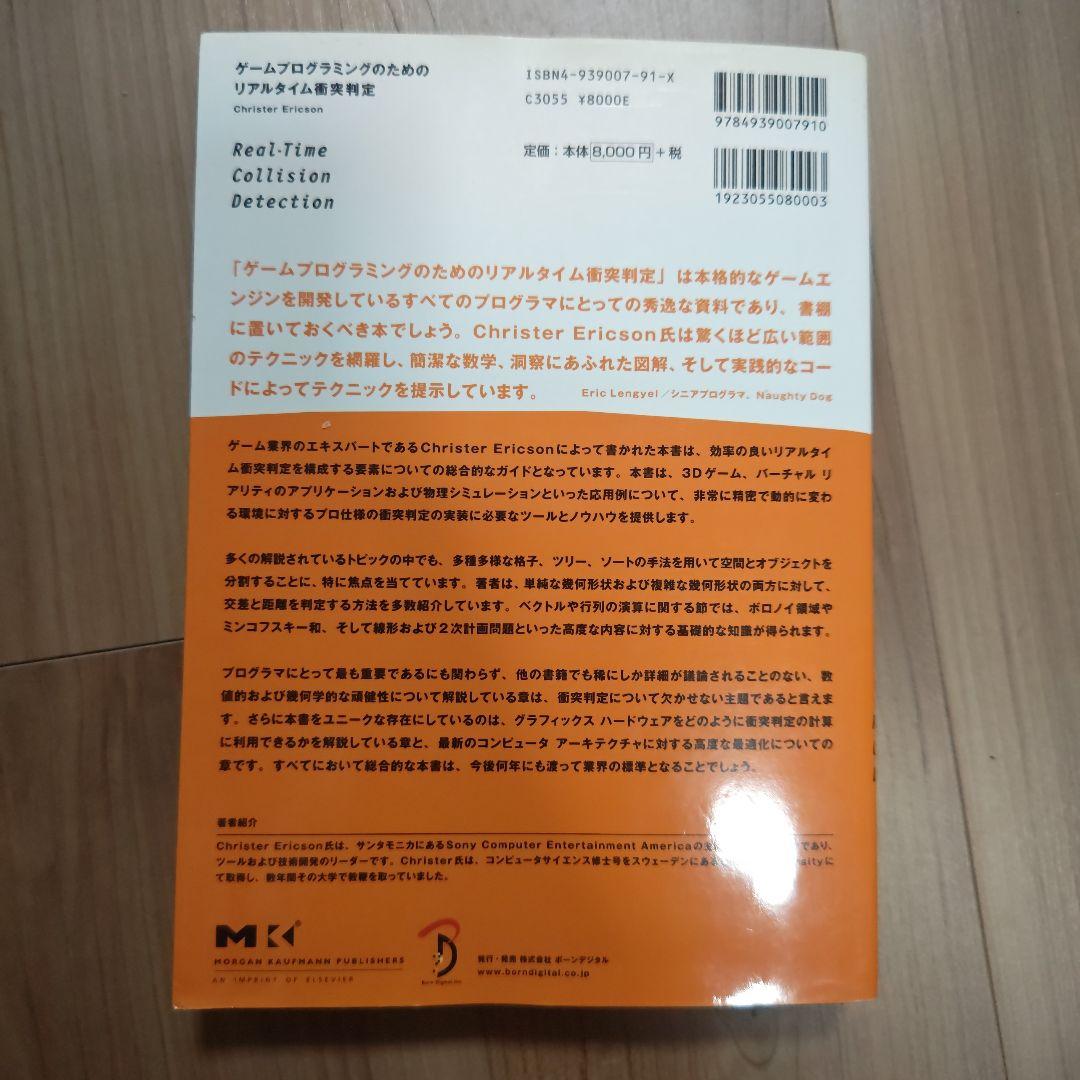 ゲームプログラミングのための
リアルタイム衝突判定
Christer Ericson
Real-Time
Collision
Detection
ISBN4-939007-91-X
C3055 ¥8000E
定価：本体8,000円＋税
9784939007910
1923055080003
「ゲームプログラミングのためのリアルタイム衝突判定」は本格的なゲームエ
ンジンを開発しているすべてのプログラマにとっての秀逸な資料であり、書棚
に置いておくべき本でしょう。Christer Ericson氏は驚くほど広い範囲
のテクニックを網羅し、簡潔な数学、洞察にあふれた図解、そして実践的なコー
ドによってテクニックを提示しています。
Eric Lengyel／シニアプログラマ、Naughty Dog
ゲーム業界のエキスパートであるChrister Ericsonによって書かれた本書は、効率の良いリアルタイ
ム衝突判定を構成する要素についての総合的なガイドとなっています。本書は、3Dゲーム、バーチャル リ
アリティのアプリケーションおよび物理シミュレーションといった応用例について、非常に精密で動的に変わ
る環境に対するプロ仕様の衝突判定の実装に必要なツールとノウハウを提供します。
多くの解説されているトピックの中でも、多種多様な格子、ツリー、ソートの手法を用いて空間とオブジェクトを
分割することに、特に焦点を当てています。著者は、単純な幾何形状および複雑な幾何形状の両方に対して、
交差と距離を判定する方法を多数紹介しています。ベクトルや行列の演算に関する節では、ボロノイ領域や
ミンコフスキー和、そして線形および2次計画問題といった高度な内容に対する基礎的な知識が得られます。
プログラマにとって最も重要であるにも関わらず、他の書籍でも稀にしか詳細が議論されることのない、数
値的および幾何学的な頑健性について解説している章は、衝突判定について欠かせない主題であると言えま
す。さらに本書をユニークな存在にしているのは、グラフィックス ハードウェアをどのように衝突判定の計算
に利用できるかを解説している章と、最新のコンピュータ アーキテクチャに対する高度な最適化についての
章です。すべてにおいて総合的な本書は、今後何年にも渡って業界の標準となることでしょう。
著者紹介
Christer Ericson氏は、サンタモニカにあるSony Computer Entertainment Americaの であり、
ツールおよび技術開発のリーダーです。Christer氏は、コンピュータサイエンス修士号をスウェーデンにある sityに
て取得し、数年間その大学で教鞭を取っていました。
MK®
MORGAN KAUFMANN PUBLISHERS
AN IMPRINT OF ELSEVIER
BD
Born Digital,Inc.
発行・発売 株式会社 ボーンデジタル
www.borndigital.co.jp